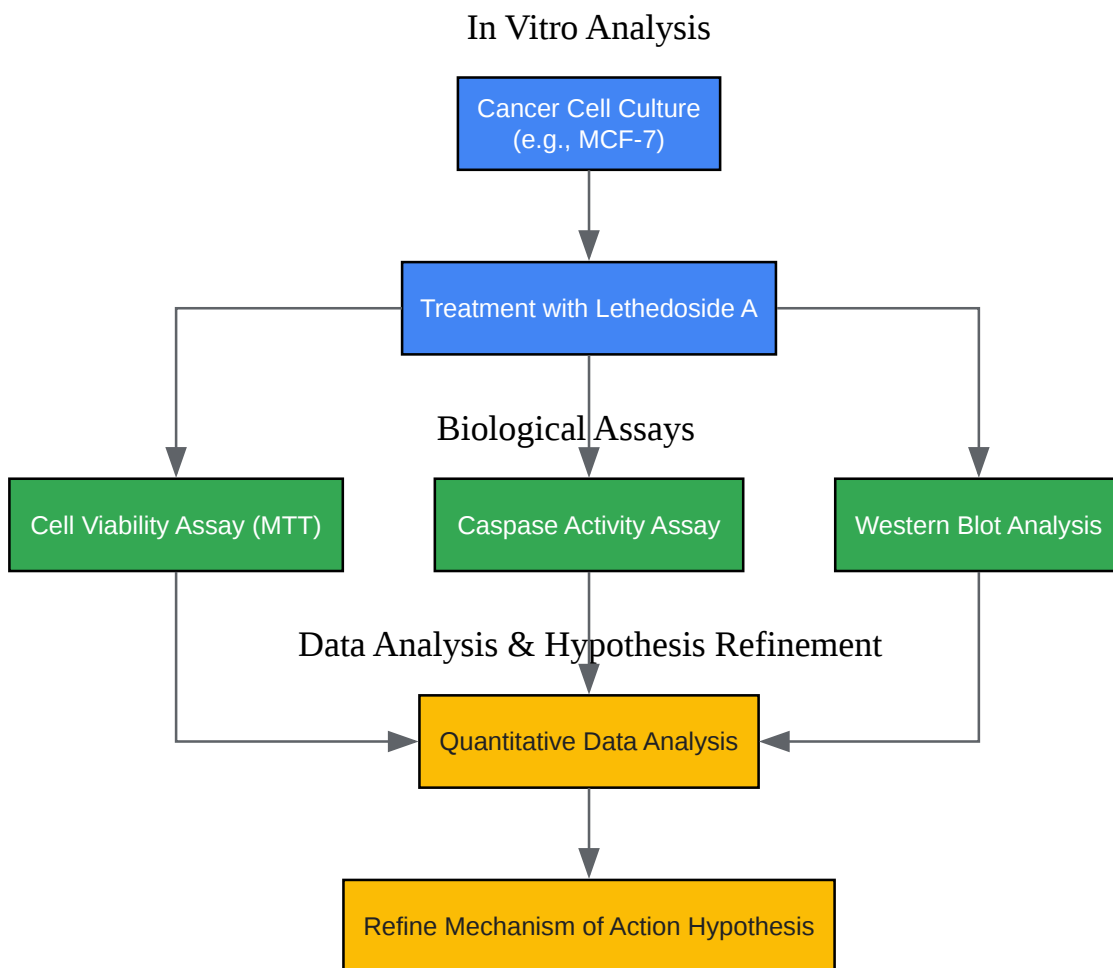 In Vitro Analysis
Cancer Cell Culture
(e.g., MCF-7)
Treatment with Lethedoside A
Biological Assays
Cell Viability Assay (MTT)
Caspase Activity Assay
Western Blot Analysis
Data Analysis & Hypothesis Refinement
Quantitative Data Analysis
Refine Mechanism of Action Hypothesis